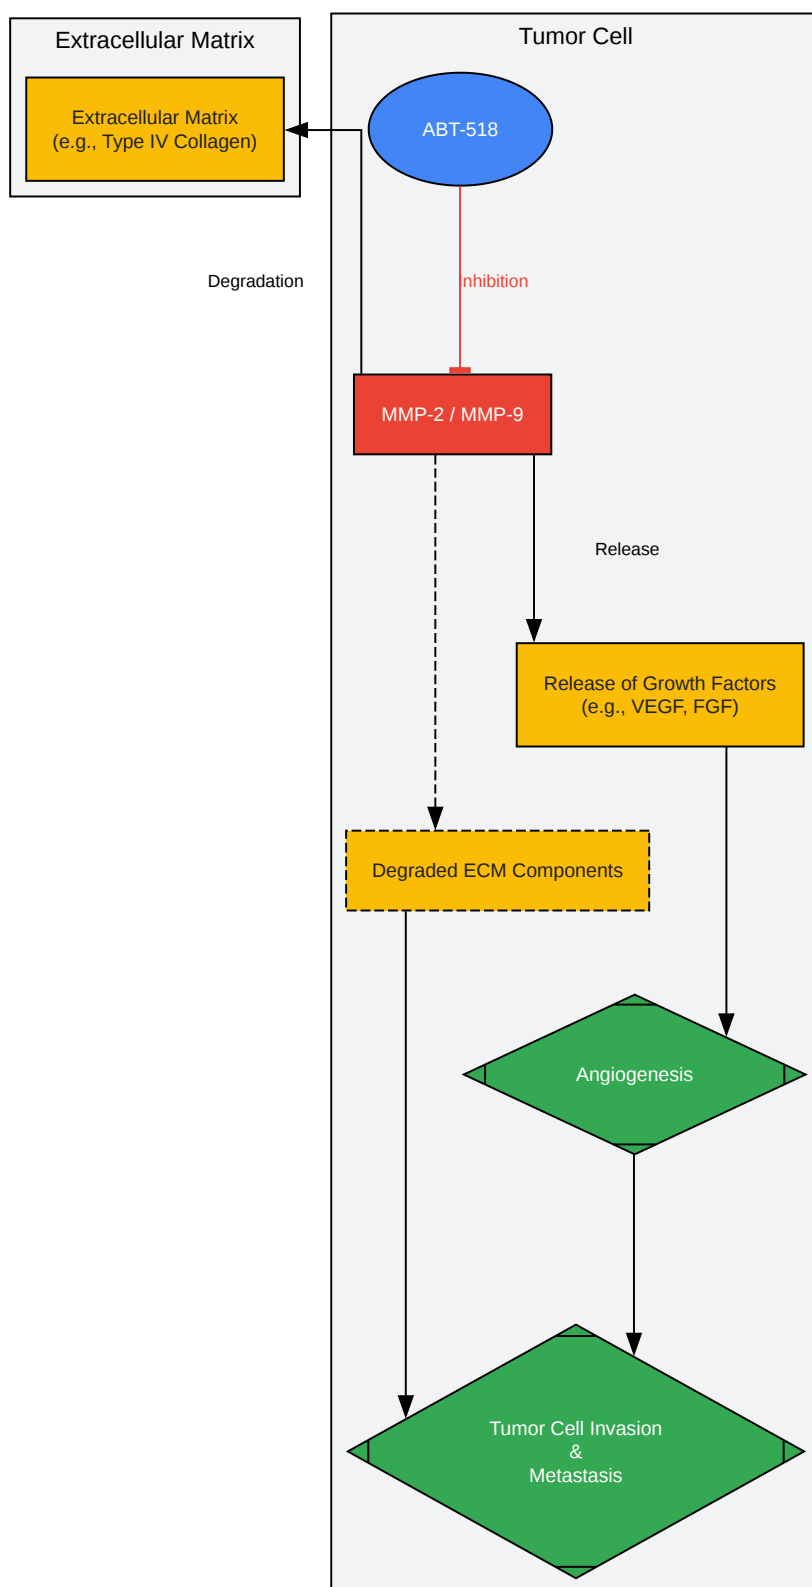 Extracellular Matrix
Tumor Cell
Extracellular Matrix
(e.g., Type IV Collagen)
ABT-518
Degradation
Inhibition
MMP-2 / MMP-9
Release
Release of Growth Factors
(e.g., VEGF, FGF)
Degraded ECM Components
Angiogenesis
Tumor Cell Invasion
&
Metastasis